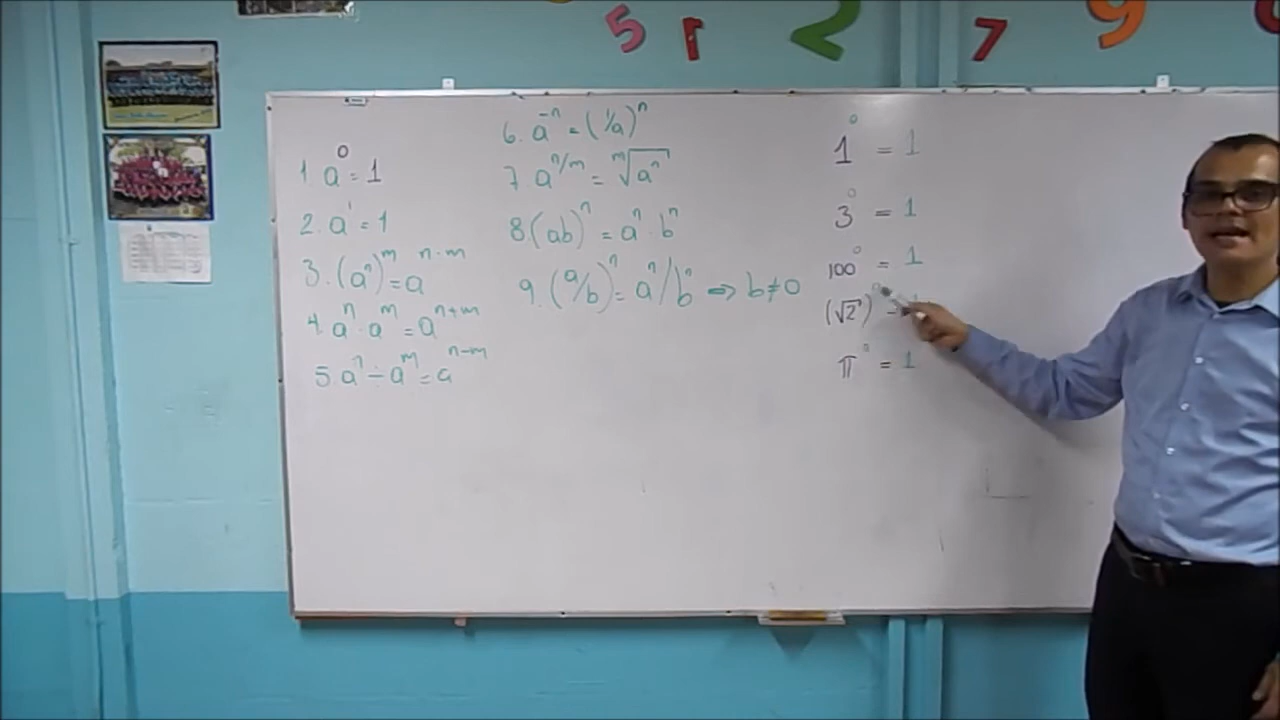 5 1 2 7 9
1. a⁰ = 1
2. a¹ = 1
3. (aⁿ)ᵐ = aⁿ·ᵐ
4. aⁿ · aᵐ = aⁿ⁺ᵐ
5. aⁿ ÷ aᵐ = aⁿ⁻ᵐ
6. a⁻ⁿ = (1/a)ⁿ
7. aⁿ/ᵐ = ᵐ√aⁿ
8. (ab)ⁿ = aⁿ · bⁿ
9. (a/b)ⁿ = aⁿ/bⁿ ⇒ b ≠ 0
1⁰ = 1
3⁰ = 1
100⁰ = 1
(√2)⁰ =
π⁰ = 1